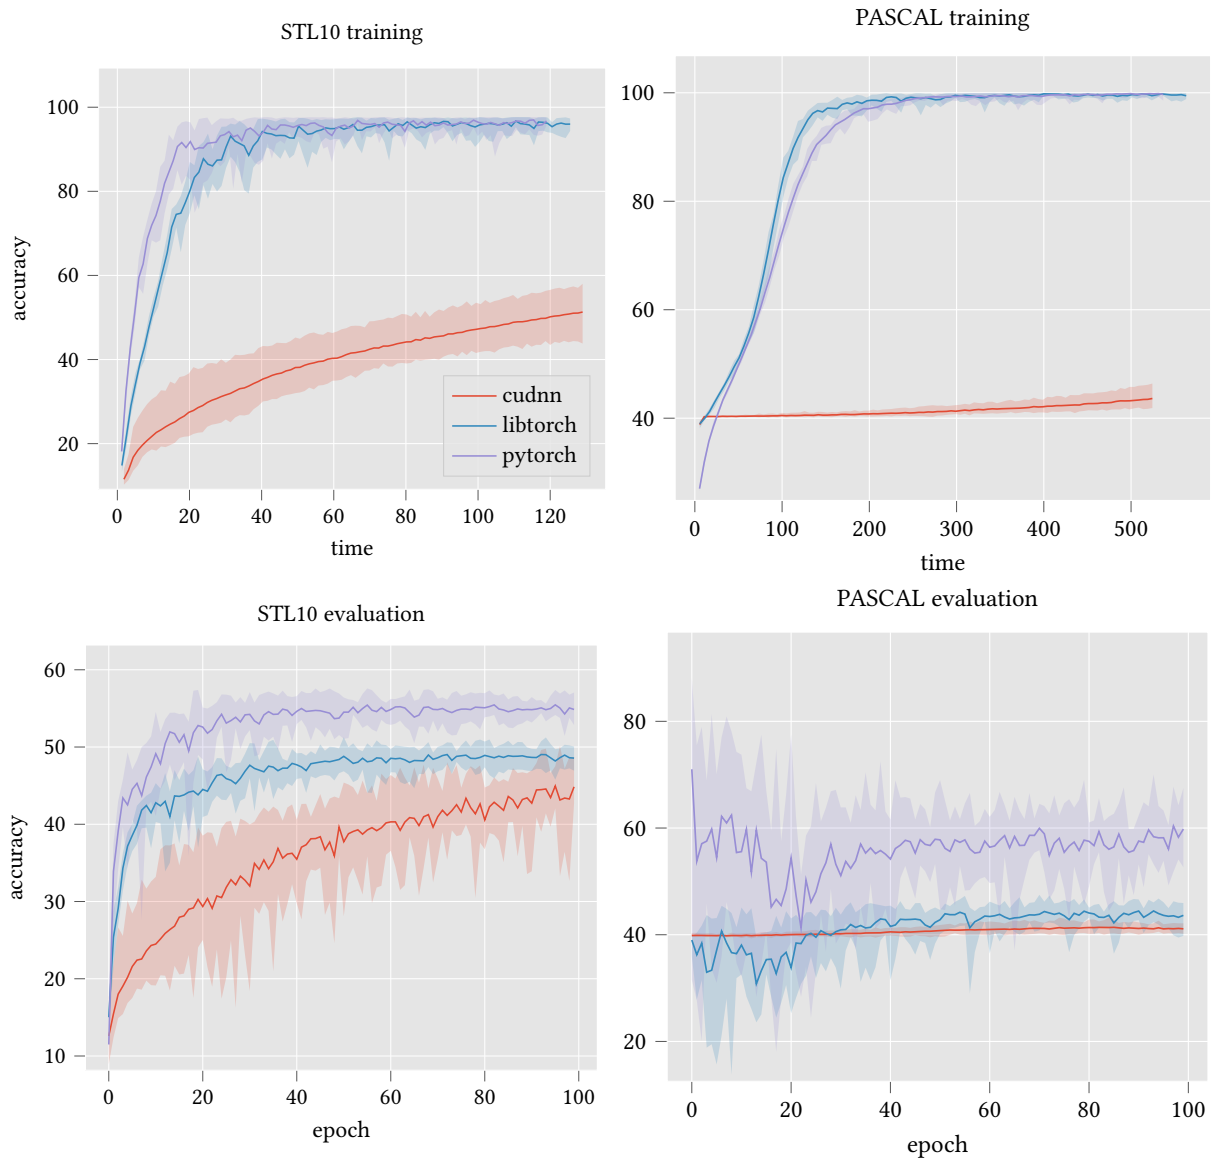 STL10 training
accuracy
100
80
60
40
20
0 20 40 60 80 100 120
time
cudnn
libtorch
pytorch
PASCAL training
100
80
60
40
0 100 200 300 400 500
time
STL10 evaluation
accuracy
60
50
40
30
20
10
0 20 40 60 80 100
epoch
PASCAL evaluation
80
60
40
20
0 20 40 60 80 100
epoch